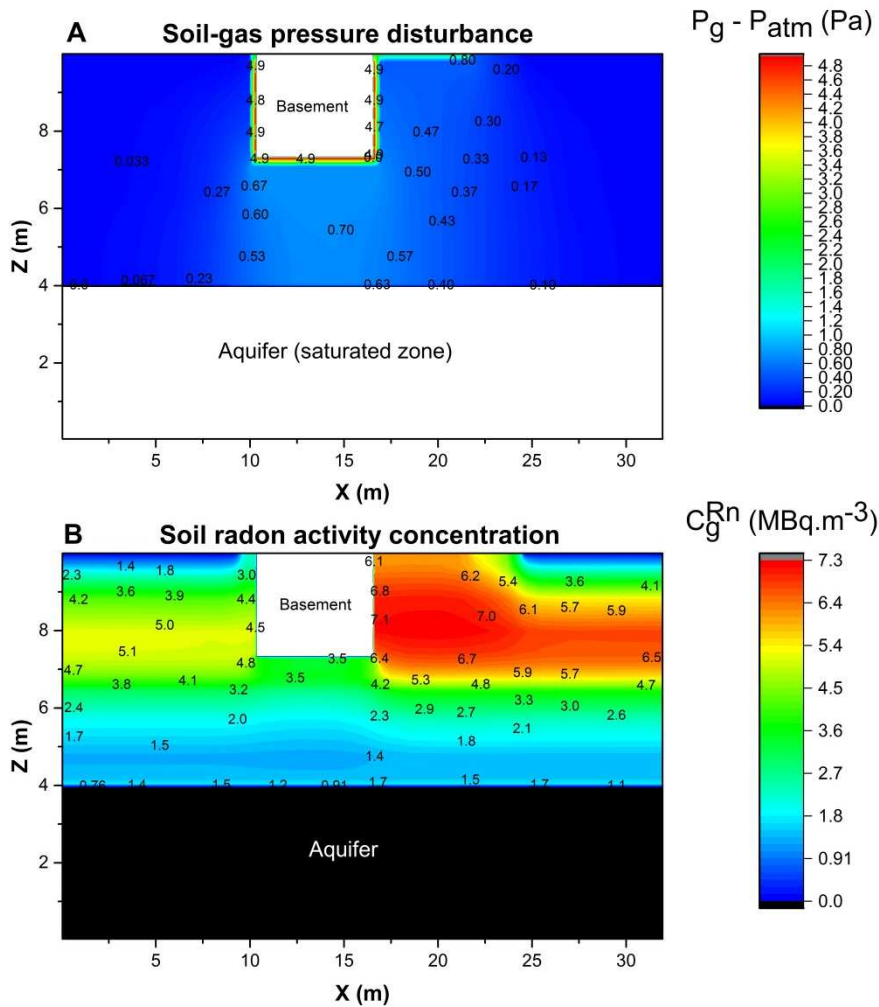 P_g - P_atm (Pa)
A Soil-gas pressure disturbance
4.9 4.9 0.80 0.20
4.8 Basement 4.9
4.9 4.7 0.47 0.30
4.9 4.9 4.9
0.033 0.33 0.13
0.27 0.67 0.50 0.37 0.17
0.60 0.43
0.70
0.53 0.57
0.067 0.23 0.63 0.40 0.10
Aquifer (saturated zone)
Z (m)
8
6
4
2
5 10 15 20 25 30
X (m)
4.8
4.6
4.4
4.2
4.0
3.8
3.6
3.4
3.2
3.0
2.8
2.6
2.4
2.2
2.0
1.8
1.6
1.4
1.2
1.0
0.80
0.60
0.40
0.20
0.0
B Soil radon activity concentration
C_g^Rn (MBq.m^-3)
2.3 1.4 1.8 3.0 6.1 6.2 5.4 3.6 4.1
4.2 3.6 3.9 4.4 Basement 6.8 7.0 6.1 5.7 5.9
5.0 4.5 7.1
5.1
4.7 4.8 3.5 6.4 6.7 6.5
3.8 4.1 3.2 3.5 4.2 5.3 4.8 5.9 5.7 4.7
2.4 2.0 2.3 2.9 2.7 3.3 3.0 2.6
1.7 1.5 1.8 2.1
1.4
0.76 1.4 1.5 1.2 0.91 1.7 1.5 1.7 1.1
Aquifer
Z (m)
8
6
4
2
5 10 15 20 25 30
X (m)
7.3
6.4
5.4
4.5
3.6
2.7
1.8
0.91
0.0